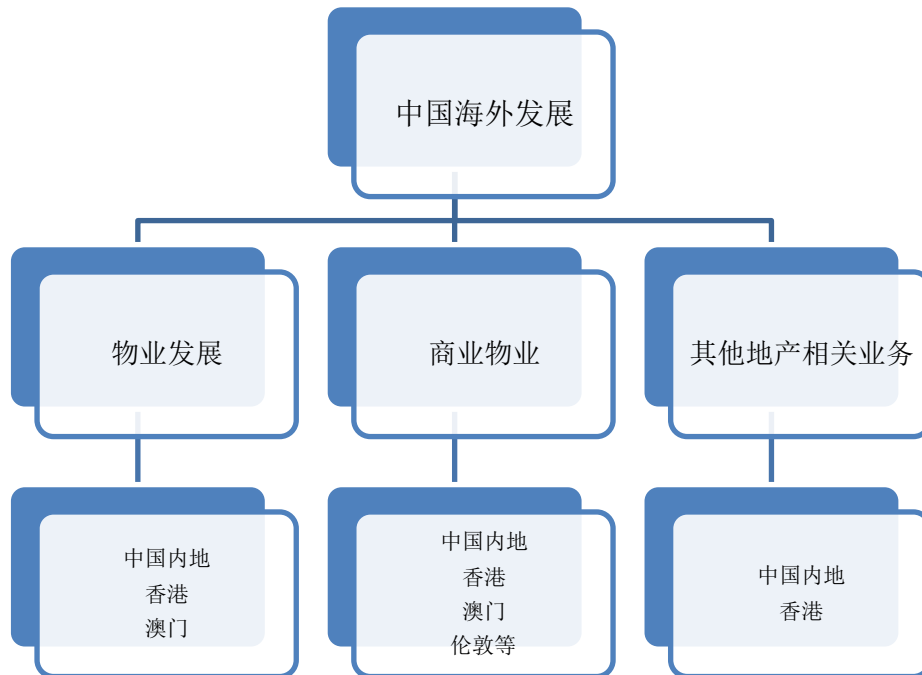 中国海外发展
物业发展
商业物业
其他地产相关业务
中国内地
香港
澳门
中国内地
香港
澳门
伦敦等
中国内地
香港